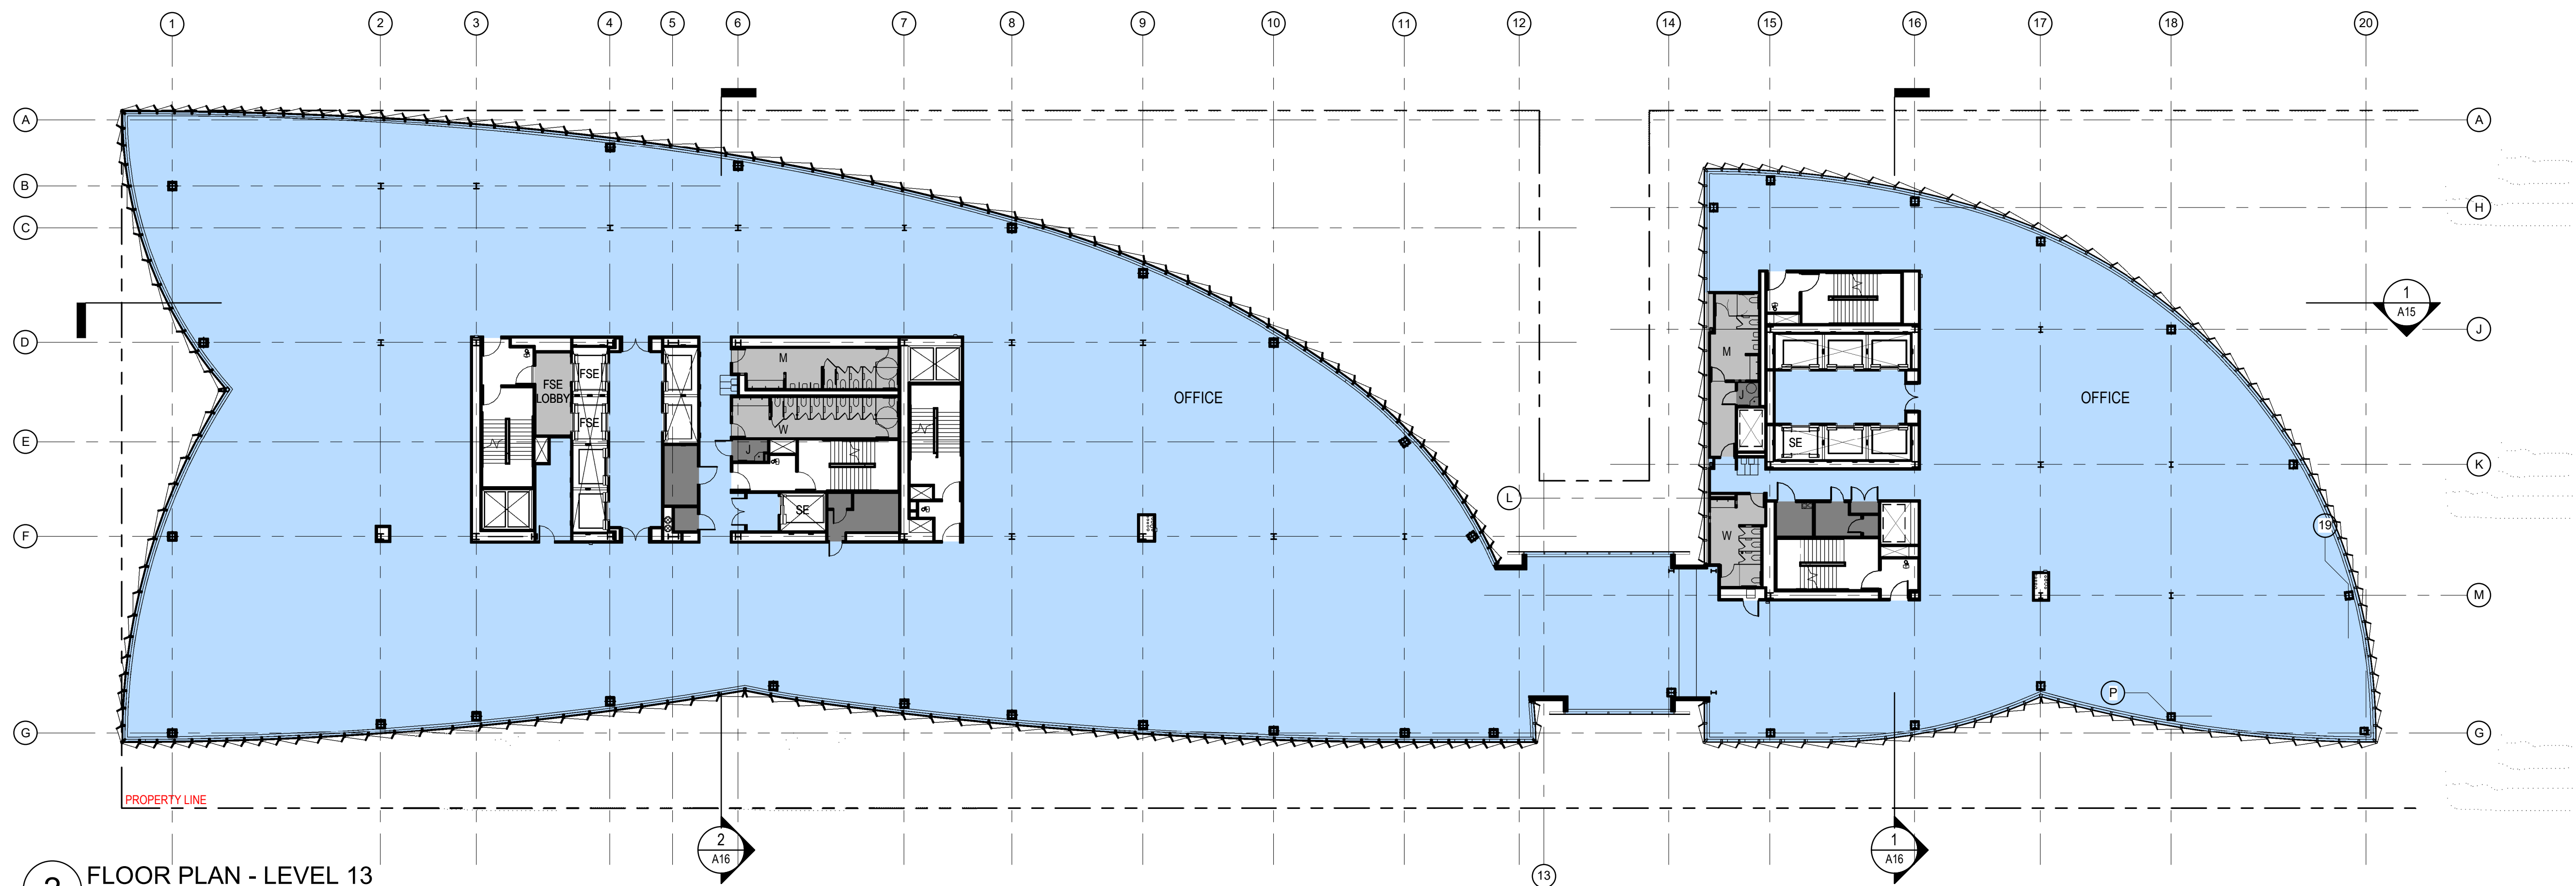 1 2 3 4 5 6 7 8 9 10 11 12 14 15 16 17 18 20
A A
B
C
H
1
A15
D
J
M
FSE
FSE
LOBBY
M
OFFICE
J
OFFICE
FSE
W
E
SE
J
K
L
SE
19
F
W
M
P
G G
PROPERTY LINE
2
A16
1
A16
13
FLOOR PLAN - LEVEL 13